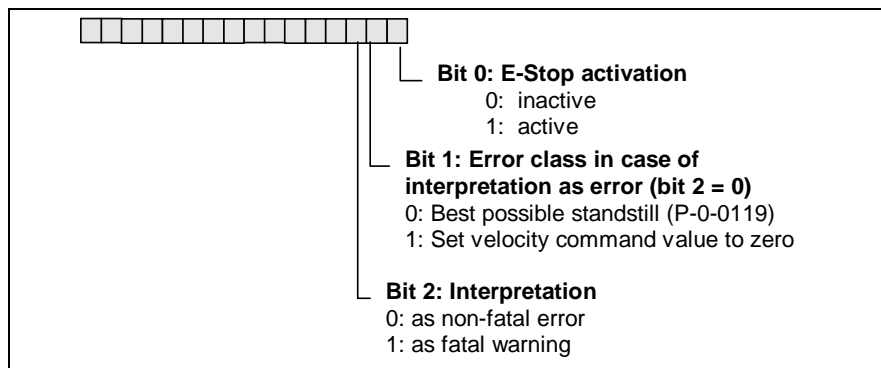 Bit 0: E-Stop activation
0: inactive
1: active
Bit 1: Error class in case of
interpretation as error (bit 2 = 0)
0: Best possible standstill (P-0-0119)
1: Set velocity command value to zero
Bit 2: Interpretation
0: as non-fatal error
1: as fatal warning